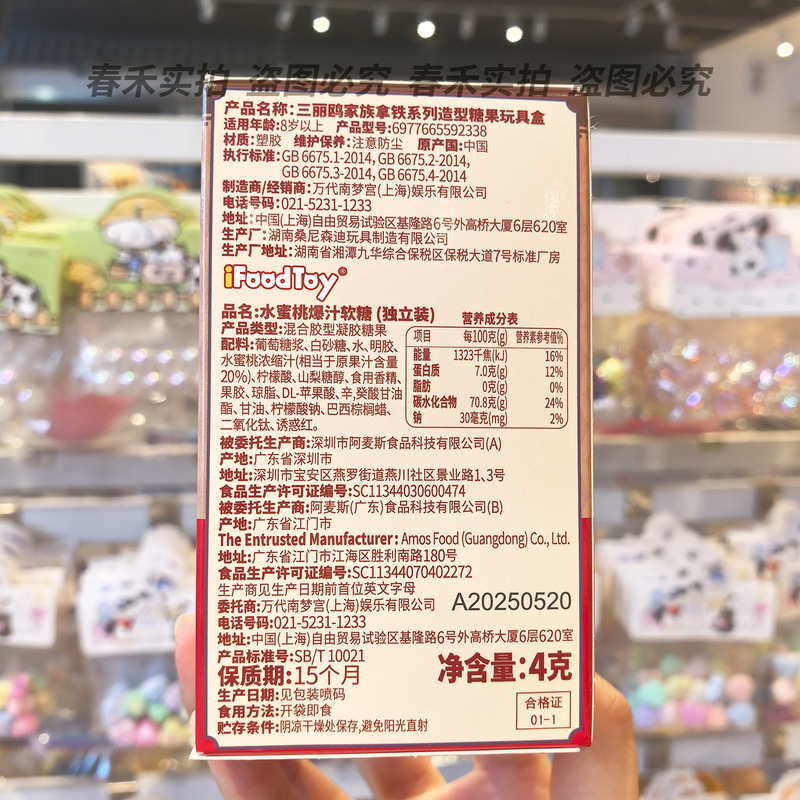 春禾实拍 盗图必究 春禾实拍 盗图必究
产品名称:三丽鸥家族拿铁系列造型糖果玩具盒
适用年龄:8岁以上 产品型号:6977665592338
材质:塑胶 维护保养:注意防尘 原产国:中国
执行标准:GB 6675.1-2014, GB 6675.2-2014,
GB 6675.3-2014, GB 6675.4-2014
制造商/经销商:万代南梦宫(上海)娱乐有限公司
电话号码:021-5231-1233
地址:中国(上海)自由贸易试验区基隆路6号外高桥大厦6层620室
生产厂:湖南桑尼森迪玩具制造有限公司
生产厂地址:湖南省湘潭九华综合保税区保税大道7号标准厂房
iFoodToy®
品名:水蜜桃爆汁软糖 (独立装)
产品类型:混合胶型凝胶糖果
配料:葡萄糖浆、白砂糖、水、明胶、
水蜜桃浓缩汁(相当于原果汁含量
20%)、柠檬酸、山梨糖醇、食用香精、
果胶、琼脂、DL-苹果酸、辛,癸酸甘油
酯、甘油、柠檬酸钠、巴西棕榈蜡、
二氧化钛、诱惑红。
营养成分表
项目 每100克(g) 营养素参考值%
能量 1323千焦(kJ) 16%
蛋白质 7.0克(g) 12%
脂肪 0克(g) 0%
碳水化合物 70.8克(g) 24%
钠 30毫克(mg) 2%
被委托生产商:深圳市阿麦斯食品科技有限公司(A)
产地:广东省深圳市
地址:深圳市宝安区燕罗街道燕川社区景业路1,3号
食品生产许可证编号:SC11344030600474
被委托生产商:阿麦斯(广东)食品科技有限公司(B)
产地:广东省江门市
The Entrusted Manufacturer: Amos Food (Guangdong) Co., Ltd.
地址:广东省江门市江海区胜利南路180号
食品生产许可证编号:SC11344070402272
生产商见生产日期前首位英文字母
委托商:万代南梦宫(上海)娱乐有限公司 A20250520
电话号码:021-5231-1233
地址:中国(上海)自由贸易试验区基隆路6号外高桥大厦6层620室
产品标准号:SB/T 10021
保质期:15个月 净含量:4克
生产日期:见包装喷码
食用方法:开袋即食
贮存条件:阴凉干燥处保存,避免阳光直射
合格证
01-1